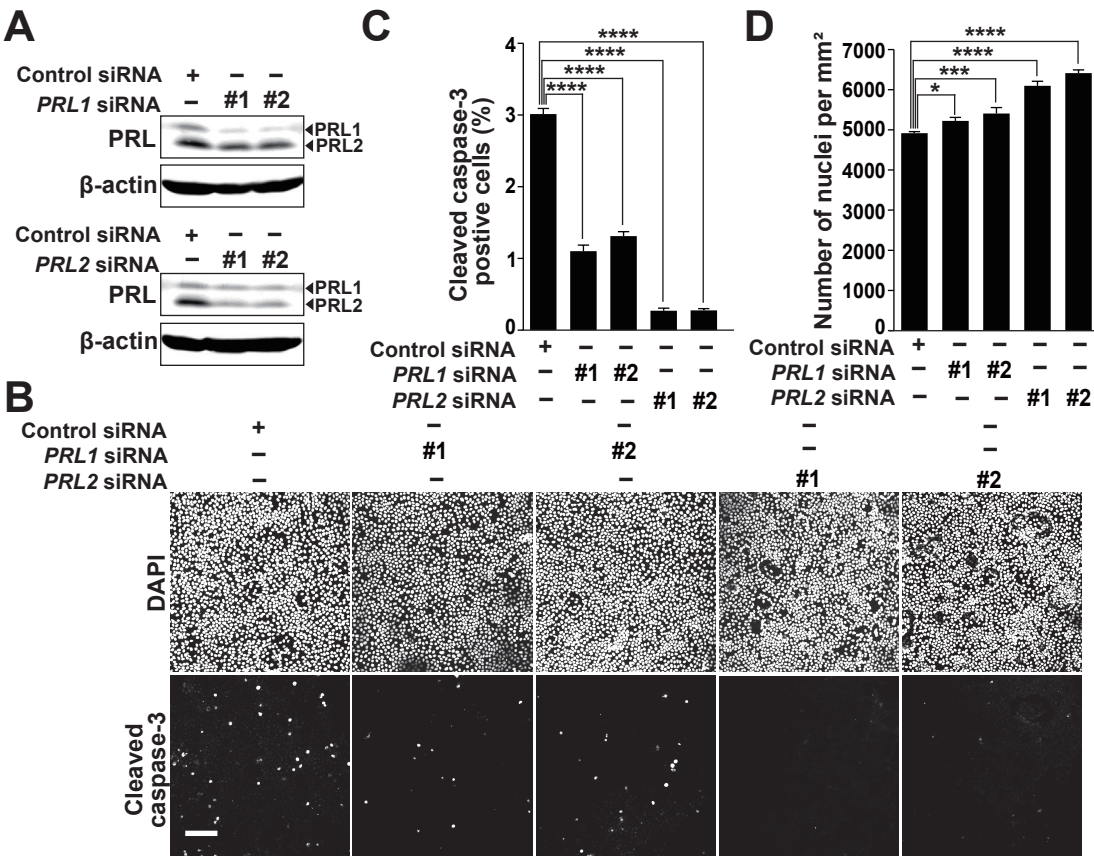 A
Control siRNA + – –
PRL1 siRNA – #1 #2
PRL
PRL1
PRL2
β-actin
Control siRNA + – –
PRL2 siRNA – #1 #2
PRL
PRL1
PRL2
β-actin
C
Cleaved caspase-3
postive cells (%)
4
3
2
1
0
****
****
****
****
Control siRNA + – – – –
PRL1 siRNA – #1 #2 – –
PRL2 siRNA – – – #1 #2
D
Number of nuclei per mm²
7000
6000
5000
4000
3000
2000
1000
0
****
****
***
*
Control siRNA + – – – –
PRL1 siRNA – #1 #2 – –
PRL2 siRNA – – – #1 #2
B
Control siRNA + – – – –
PRL1 siRNA – #1 #2 – –
PRL2 siRNA – – – #1 #2
DAPI
Cleaved
caspase-3